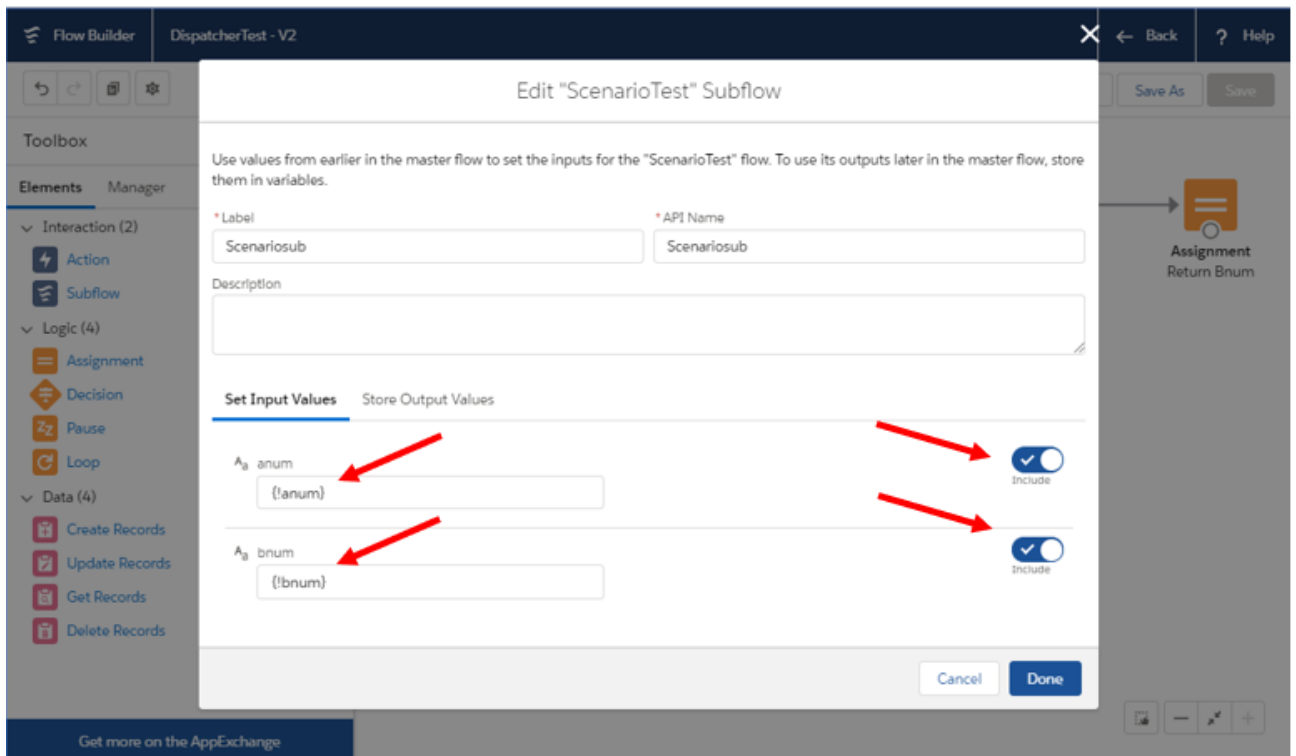 Flow Builder
DispatcherTest - V2
← Back
? Help
Save As
Save
Edit "ScenarioTest" Subflow
Toolbox
Elements Manager
Interaction (2)
Action
Subflow
Logic (4)
Assignment
Decision
Pause
Loop
Data (4)
Create Records
Update Records
Get Records
Delete Records
Get more on the AppExchange
Use values from earlier in the master flow to set the inputs for the "ScenarioTest" flow. To use its outputs later in the master flow, store
them in variables.
*Label
Scenariosub
*API Name
Scenariosub
Description
Set Input Values Store Output Values
Aa anum
{!anum}
Include
Aa bnum
{!bnum}
Include
Cancel
Done
Assignment
Return Bnum